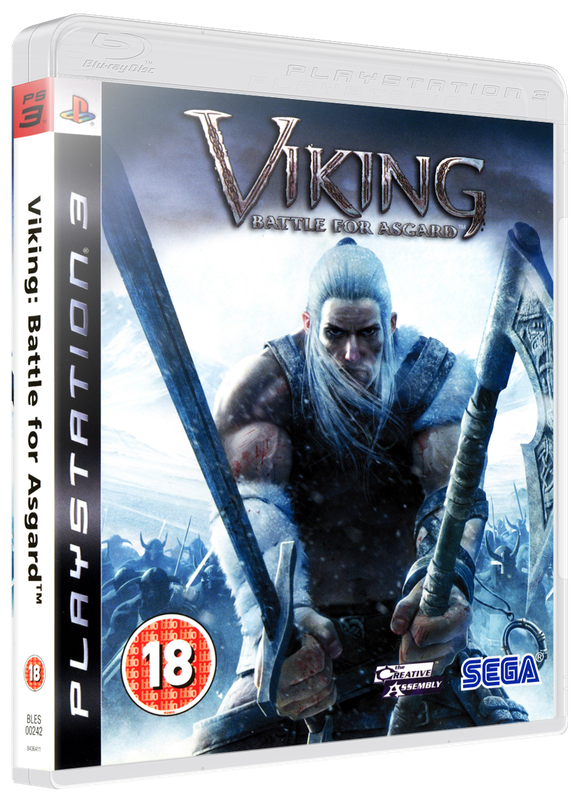 Blu-ray Disc
PLAYSTATION 3
PS3
Viking: Battle for Asgard™
18
BLES
00242
PLAYSTATION®3
VIKING
BATTLE FOR ASGARD
18
the
CREATIVE
ASSEMBLY
SEGA®